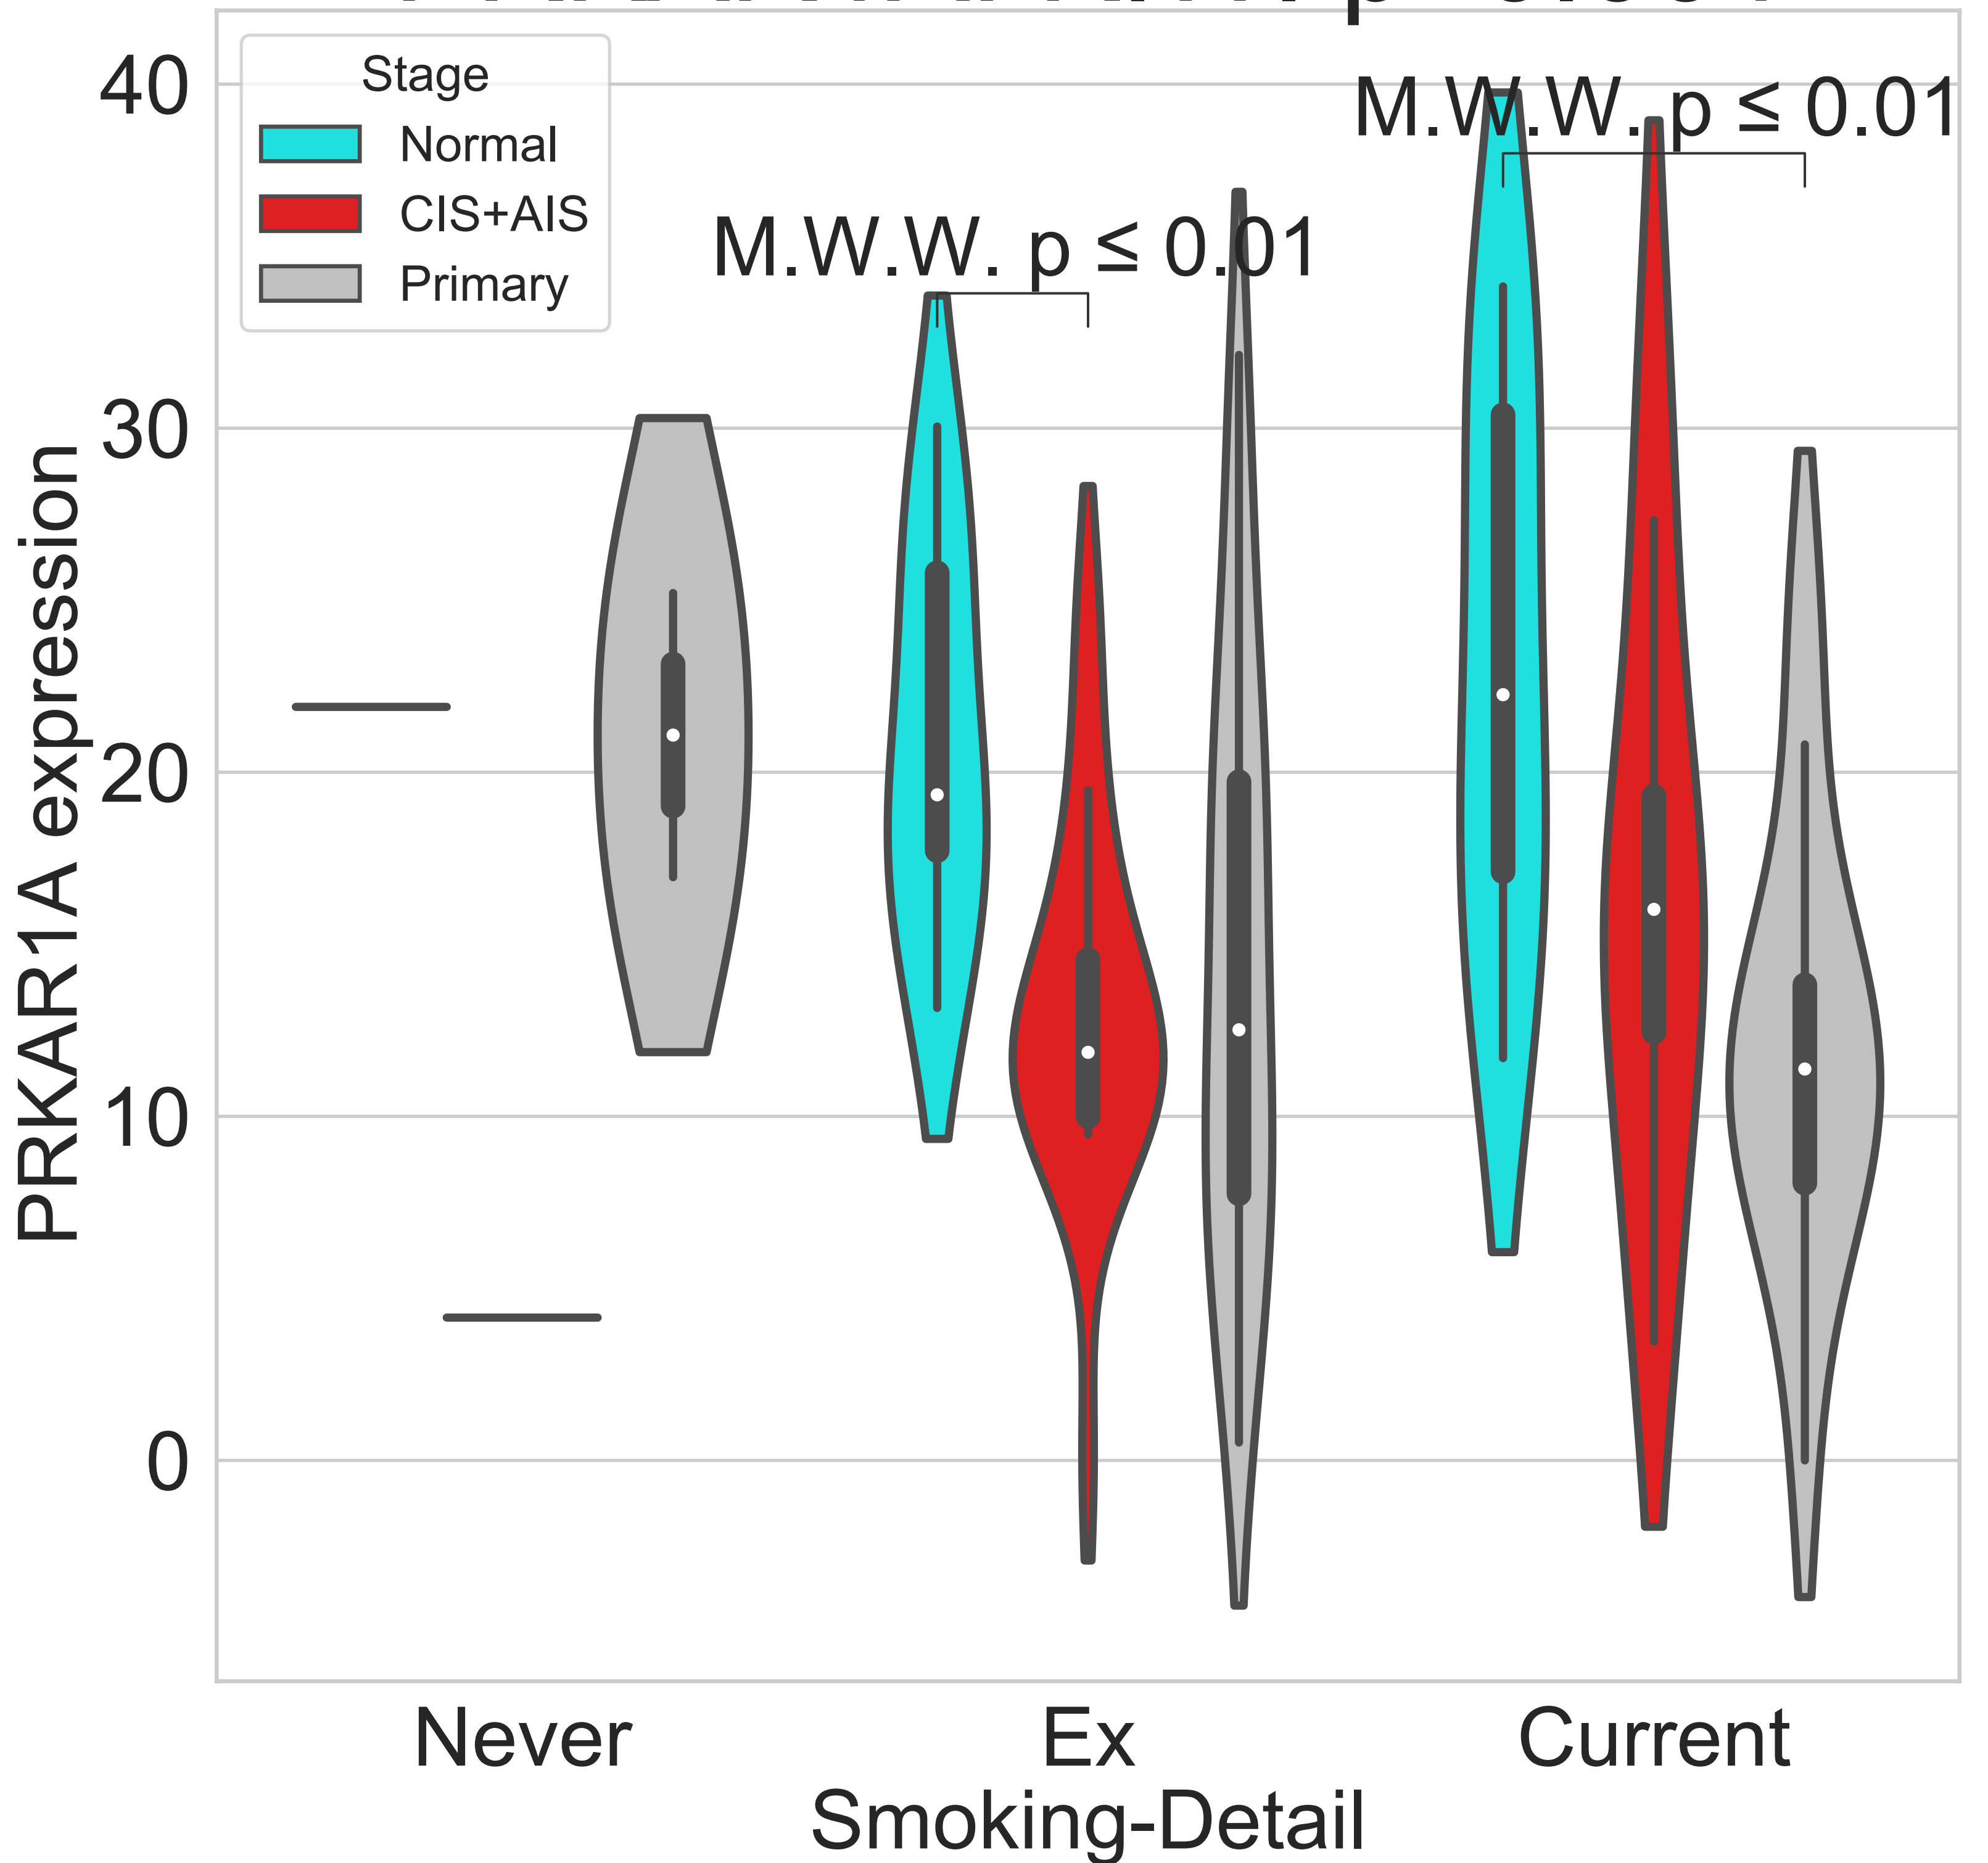 Stage
Normal
CIS+AIS
Primary
M.W.W. p ≤ 0.01
M.W.W. p ≤ 0.01
40
30
20
10
0
PRKAR1A expression
Never
Ex
Current
Smoking-Detail